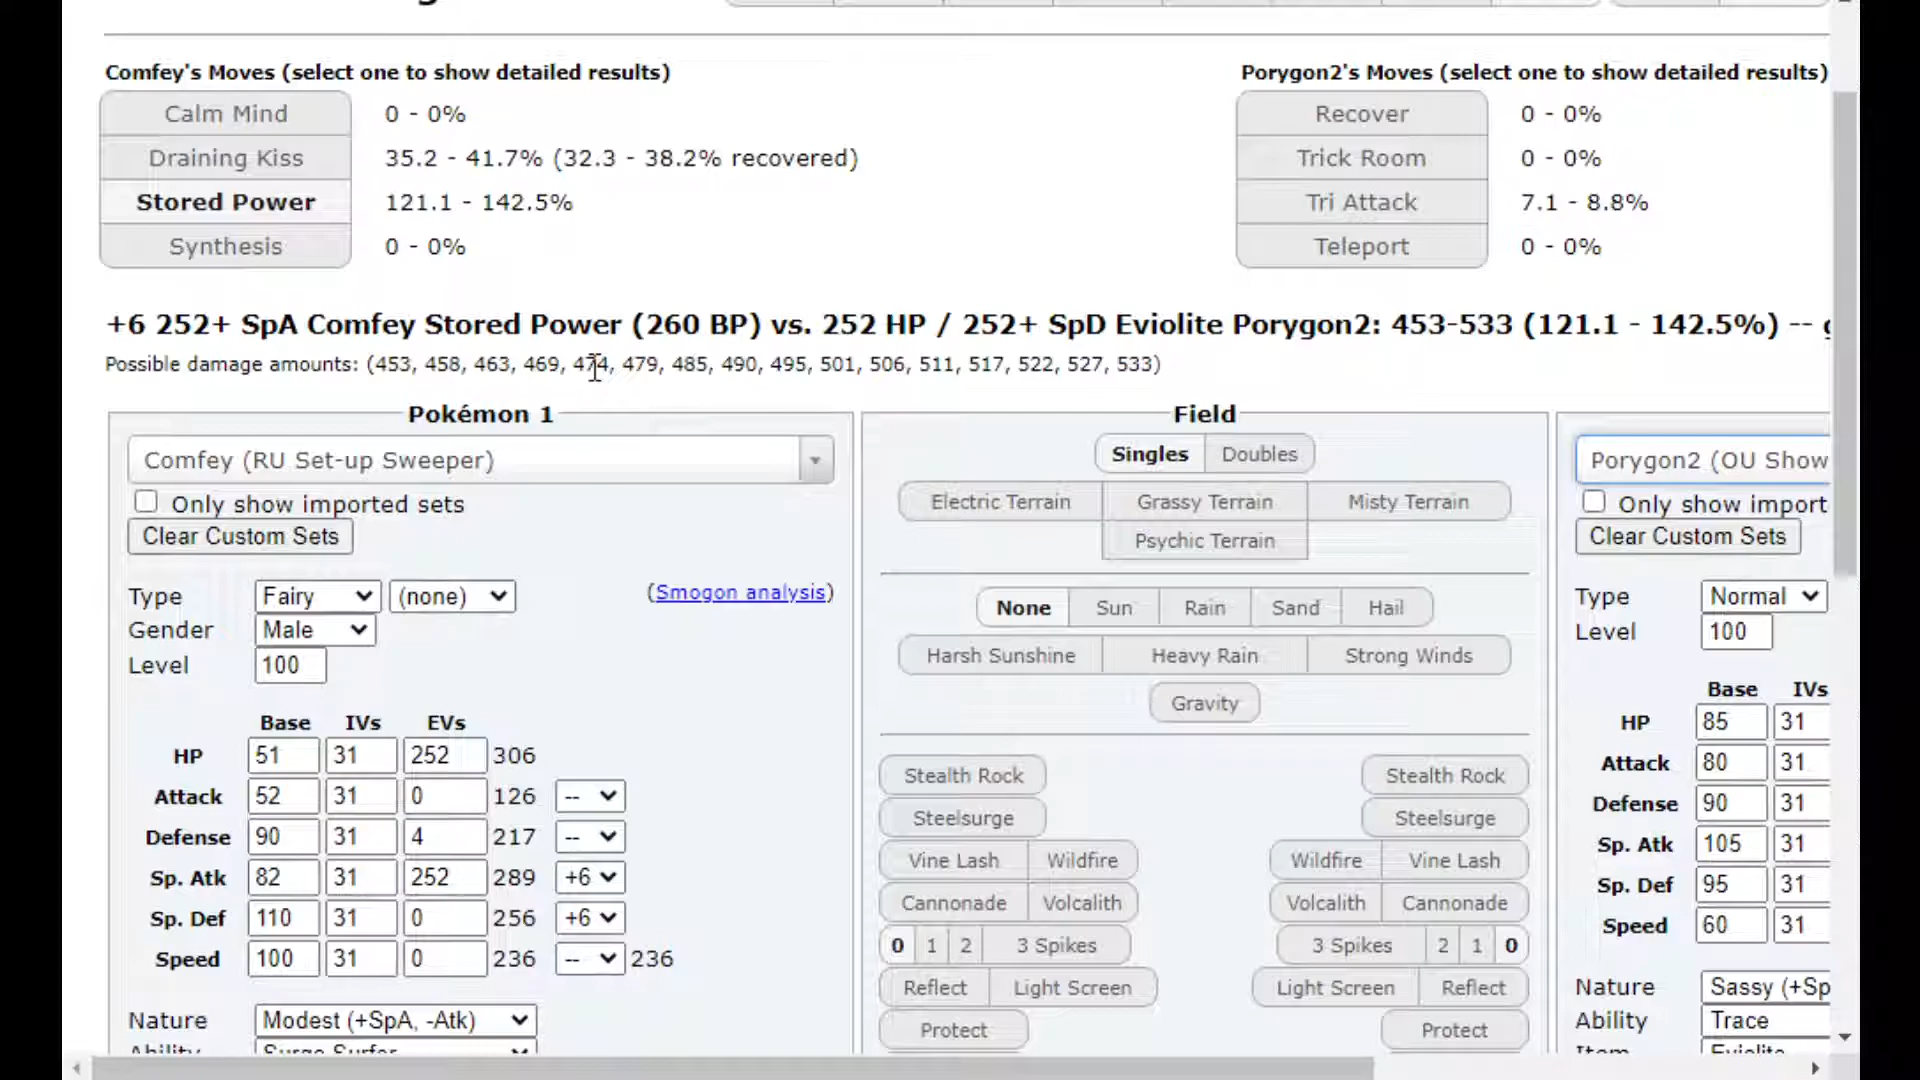 Comfey's Moves (select one to show detailed results)
Porygon2's Moves (select one to show detailed results)
Calm Mind 0 - 0%
Recover 0 - 0%
Draining Kiss 35.2 - 41.7% (32.3 - 38.2% recovered)
Trick Room 0 - 0%
Stored Power 121.1 - 142.5%
Tri Attack 7.1 - 8.8%
Synthesis 0 - 0%
Teleport 0 - 0%
+6 252+ SpA Comfey Stored Power (260 BP) vs. 252 HP / 252+ SpD Eviolite Porygon2: 453-533 (121.1 - 142.5%) --
Possible damage amounts: (453, 458, 463, 469, 474, 479, 485, 490, 495, 501, 506, 511, 517, 522, 527, 533)
Pokémon 1
Comfey (RU Set-up Sweeper)
Only show imported sets
Clear Custom Sets
Type Fairy (none) (Smogon analysis)
Gender Male
Level 100
Base IVs EVs
HP 51 31 252 306
Attack 52 31 0 126 --
Defense 90 31 4 217 --
Sp. Atk 82 31 252 289 +6
Sp. Def 110 31 0 256 +6
Speed 100 31 0 236 -- 236
Nature Modest (+SpA, -Atk)
Ability Surge Surfer
Field
Singles Doubles
Electric Terrain Grassy Terrain Misty Terrain
Psychic Terrain
None Sun Rain Sand Hail
Harsh Sunshine Heavy Rain Strong Winds
Gravity
Stealth Rock Stealth Rock
Steelsurge Steelsurge
Vine Lash Wildfire Wildfire Vine Lash
Cannonade Volcalith Volcalith Cannonade
0 1 2 3 Spikes 3 Spikes 2 1 0
Reflect Light Screen Light Screen Reflect
Protect Protect
Porygon2 (OU Show
Only show import
Clear Custom Sets
Type Normal
Level 100
Base IVs
HP 85 31
Attack 80 31
Defense 90 31
Sp. Atk 105 31
Sp. Def 95 31
Speed 60 31
Nature Sassy (+Sp
Ability Trace
Item Eviolite